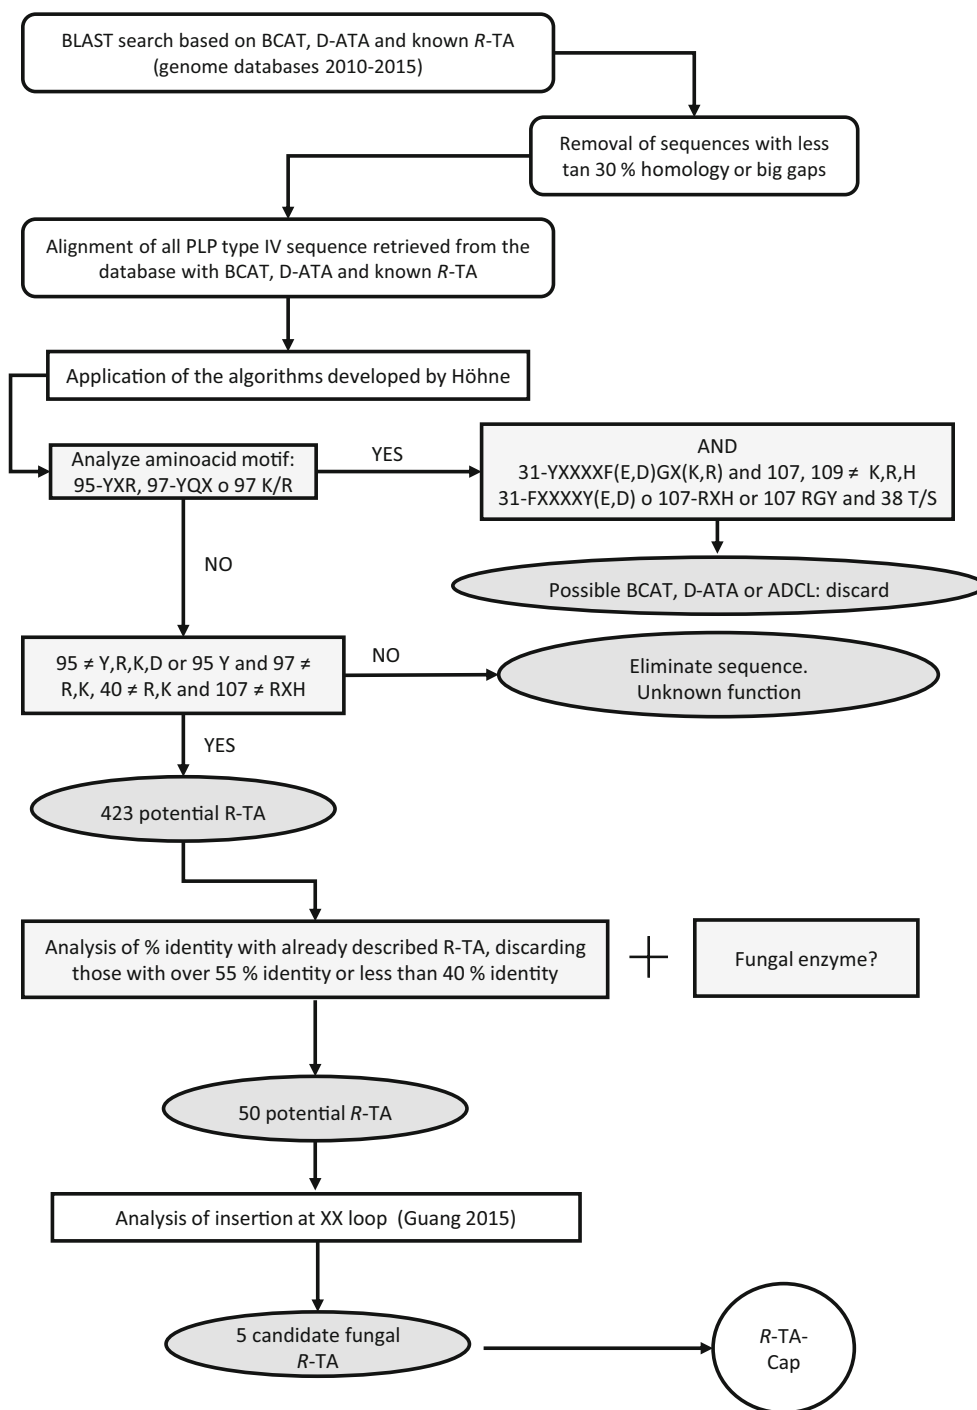 BLAST search based on BCAT, D-ATA and known R-TA
(genome databases 2010-2015)
Removal of sequences with less
tan 30 % homology or big gaps
Alignment of all PLP type IV sequence retrieved from the
database with BCAT, D-ATA and known R-TA
Application of the algorithms developed by Höhne
Analyze aminoacid motif:
95-YXR, 97-YQX o 97 K/R
YES
AND
31-YXXXXF(E,D)GX(K,R) and 107, 109 ≠ K,R,H
31-FXXXXY(E,D) o 107-RXH or 107 RGY and 38 T/S
NO
Possible BCAT, D-ATA or ADCL: discard
95 ≠ Y,R,K,D or 95 Y and 97 ≠
R,K, 40 ≠ R,K and 107 ≠ RXH
NO
Eliminate sequence.
Unknown function
YES
423 potential R-TA
Analysis of % identity with already described R-TA, discarding
those with over 55 % identity or less than 40 % identity
+
Fungal enzyme?
50 potential R-TA
Analysis of insertion at XX loop (Guang 2015)
5 candidate fungal
R-TA
R-TA-
Cap